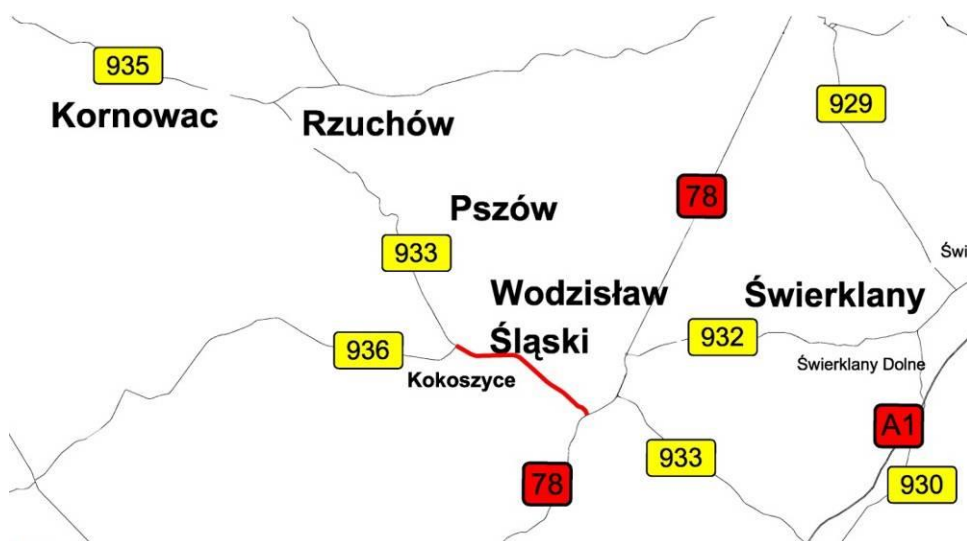 935
Kornowac
Rzuchów
929
78
Pszów
933
Świ
Wodzisław
Śląski
Świerklany
932
936
Kokoszyce
Świerklany Dolne
A1
933
78
930